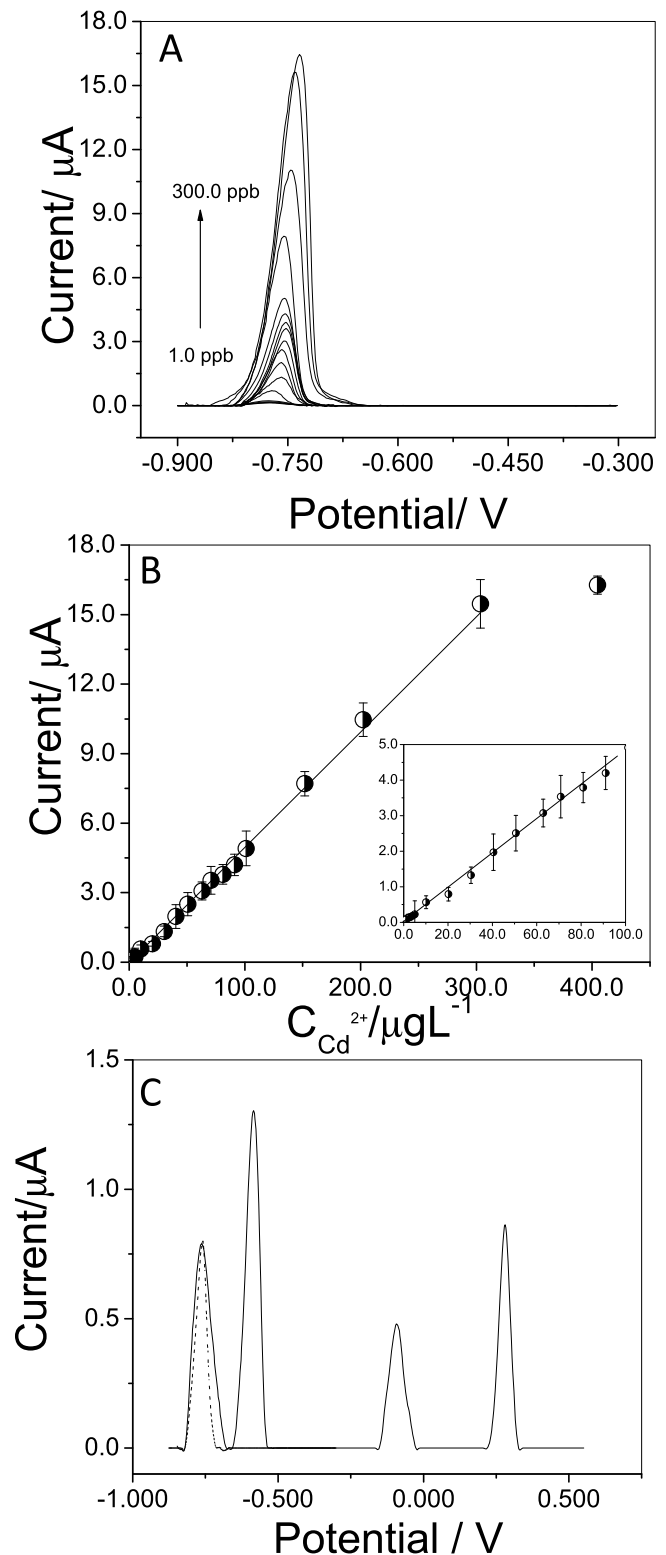 A
18.0
15.0
12.0
9.0
6.0
3.0
0.0
Current/ μA
300.0 ppb
1.0 ppb
-0.900 -0.750 -0.600 -0.450 -0.300
Potential/ V
B
18.0
15.0
12.0
9.0
6.0
3.0
0.0
Current/ μA
5.0
4.0
3.0
2.0
1.0
0.0
0.0 20.0 40.0 60.0 80.0 100.0
0.0 100.0 200.0 300.0 400.0
C_Cd²⁺/μgL⁻¹
C
1.5
1.0
0.5
0.0
Current/μA
-1.000 -0.500 0.000 0.500
Potential / V